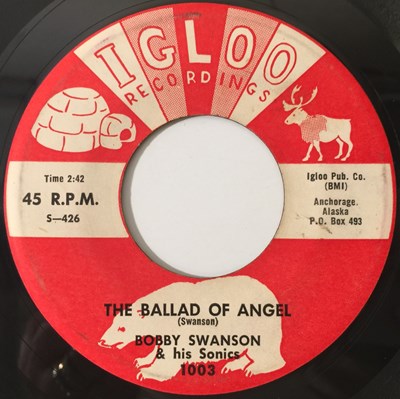 IGLOO
RECORDINGS
Time 2:42
45 R.P.M.
S—426
Igloo Pub. Co.
(BMI)
Anchorage,
Alaska
P.O. Box 493
THE BALLAD OF ANGEL
(Swanson)
BOBBY SWANSON
& his Sonics
1003